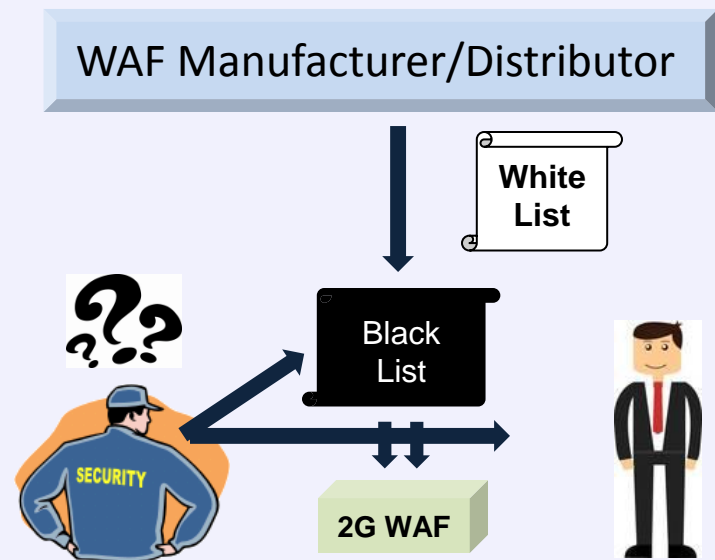 WAF Manufacturer/Distributor
White
List
Black
List
???
SECURITY
2G WAF